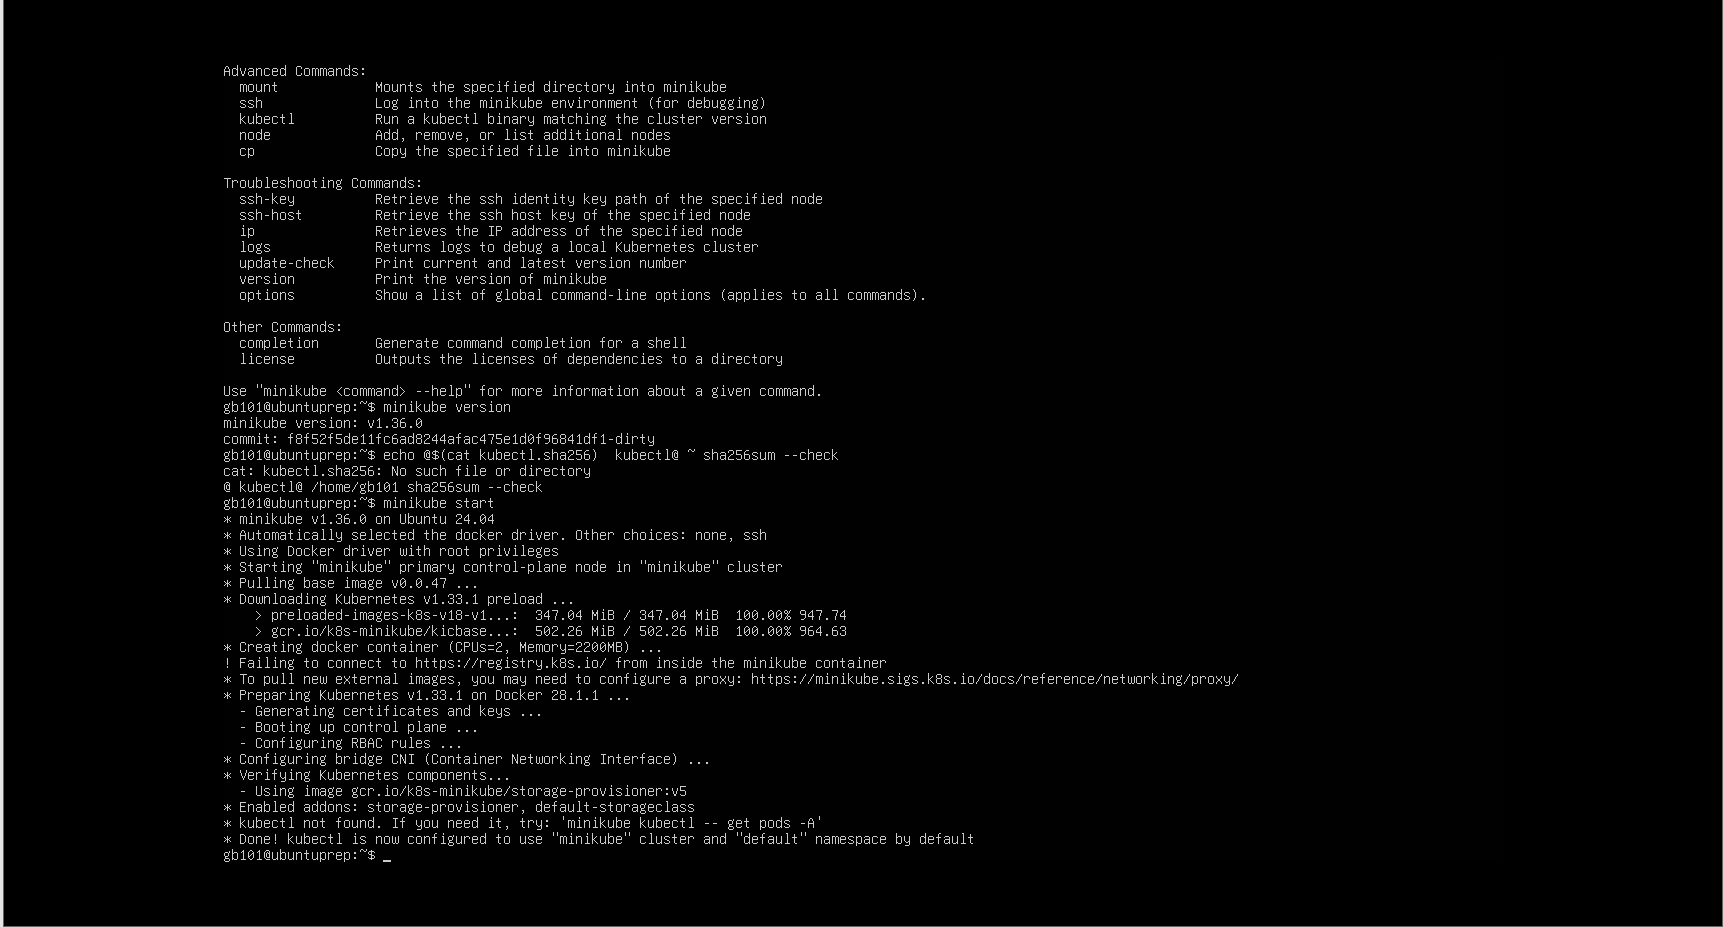 Advanced Commands:
  mount            Mounts the specified directory into minikube
  ssh              Log into the minikube environment (for debugging)
  kubectl          Run a kubectl binary matching the cluster version
  node             Add, remove, or list additional nodes
  cp               Copy the specified file into minikube

Troubleshooting Commands:
  ssh-key          Retrieve the ssh identity key path of the specified node
  ssh-host         Retrieve the ssh host key of the specified node
  ip               Retrieves the IP address of the specified node
  logs             Returns logs to debug a local Kubernetes cluster
  update-check     Print current and latest version number
  version          Print the version of minikube
  options          Show a list of global command-line options (applies to all commands).

Other Commands:
  completion       Generate command completion for a shell
  license          Outputs the licenses of dependencies to a directory

Use "minikube <command> --help" for more information about a given command.
gb101@ubuntuprep:~$ minikube version
minikube version: v1.36.0
commit: f8f52f5de11fc6ad8244afac475e1d0f96841df1-dirty
gb101@ubuntuprep:~$ echo @$(cat kubectl.sha256)  kubectl@ ~ sha256sum --check
cat: kubectl.sha256: No such file or directory
@ kubectl@ /home/gb101 sha256sum --check
gb101@ubuntuprep:~$ minikube start
* minikube v1.36.0 on Ubuntu 24.04
* Automatically selected the docker driver. Other choices: none, ssh
* Using Docker driver with root privileges
* Starting "minikube" primary control-plane node in "minikube" cluster
* Pulling base image v0.0.47 ...
* Downloading Kubernetes v1.33.1 preload ...
    > preloaded-images-k8s-v18-v1...:  347.04 MiB / 347.04 MiB  100.00% 947.74
    > gcr.io/k8s-minikube/kicbase...:  502.26 MiB / 502.26 MiB  100.00% 964.63
* Creating docker container (CPUs=2, Memory=2200MB) ...
! Failing to connect to https://registry.k8s.io/ from inside the minikube container
* To pull new external images, you may need to configure a proxy: https://minikube.sigs.k8s.io/docs/reference/networking/proxy/
* Preparing Kubernetes v1.33.1 on Docker 28.1.1 ...
  - Generating certificates and keys ...
  - Booting up control plane ...
  - Configuring RBAC rules ...
* Configuring bridge CNI (Container Networking Interface) ...
* Verifying Kubernetes components...
  - Using image gcr.io/k8s-minikube/storage-provisioner:v5
* Enabled addons: storage-provisioner, default-storageclass
* kubectl not found. If you need it, try: 'minikube kubectl -- get pods -A'
* Done! kubectl is now configured to use "minikube" cluster and "default" namespace by default
gb101@ubuntuprep:~$ _